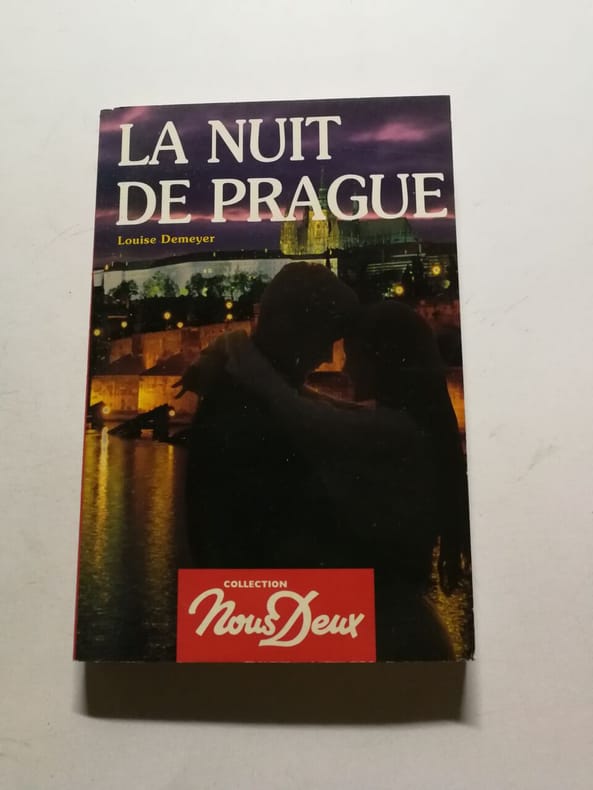 LA NUIT
DE PRAGUE
Louise Demeyer
COLLECTION
Nous Deux